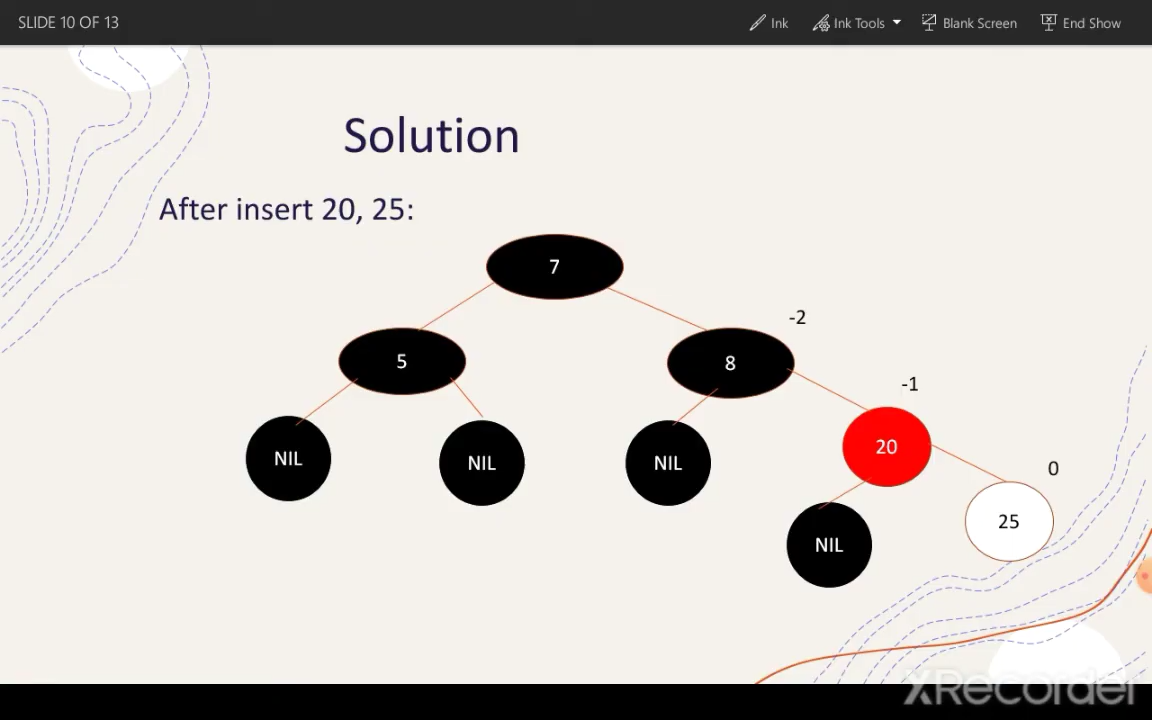 SLIDE 10 OF 13
Ink
Ink Tools
Blank Screen
End Show
Solution
After insert 20, 25:
7
-2
5
8
-1
20
0
NIL
NIL
NIL
25
NIL
XRecorder